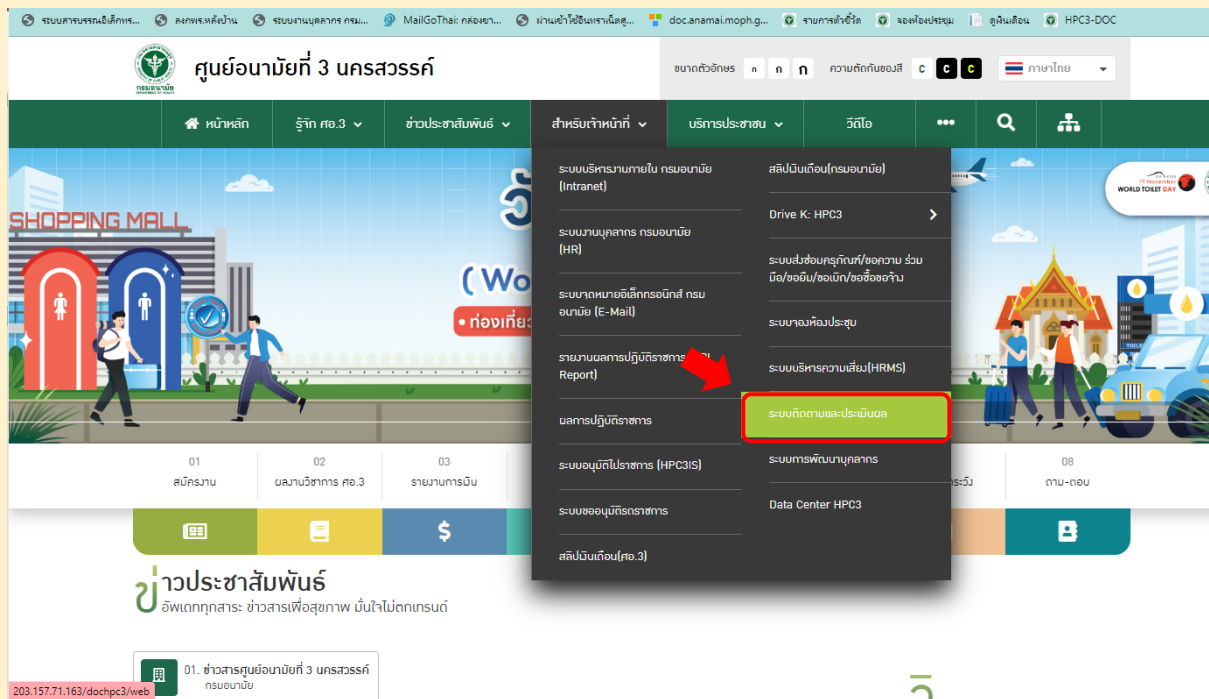 ระบบสารบรรณอิเล็กทร... ลงกพร.หลังบ้าน ระบบงานบุคลากร กรม... MailGoThai: กล่องขา... ผ่านเข้าใช้อินทราเน็ตสู... doc.anamai.moph.g... รายการตัวชี้วัด จองห้องประชุม ดูเงินเดือน HPC3-DOC
ศูนย์อนามัยที่ 3 นครสวรรค์
กรมอนามัย
ขนาดตัวอักษร ก ก ก ความตัดกันของสี C C C ภาษาไทย
หน้าหลัก รู้จัก ศอ.3 ข่าวประชาสัมพันธ์ สำหรับเจ้าหน้าที่ บริการประชาชน วีดีโอ
ระบบบริหารงานภายใน กรมอนามัย
(Intranet)
ระบบงานบุคลากร กรมอนามัย
(HR)
ระบบจดหมายอิเล็กทรอนิกส์ กรม
อนามัย (E-Mail)
รายงานผลการปฏิบัติราชการ
Report)
ผลการปฏิบัติราชการ
ระบบอนุมัติไปราชการ (HPC3IS)
ระบบขออนุมัติรถราชการ
สลิปเงินเดือน(ศอ.3)
สลิปเงินเดือน(กรมอนามัย)
Drive K: HPC3
ระบบส่งซ่อมครุภัณฑ์/ขอความ ร่วม
มือ/ขอยืม/ขอเบิก/ขอซื้อขอจ้าง
ระบบจองห้องประชุม
ระบบบริหารความเสี่ยง(HRMS)
ระบบติดตามและประเมินผล
ระบบการพัฒนาบุคลากร
Data Center HPC3
SHOPPING MALL
(Wo
• ท่องเที่ย
19 November
WORLD TOILET DAY
01 02 03 08
สมัครงาน ผลงานวิชาการ ศอ.3 รายงานการเงิน ถาม-ตอบ
ข่าวประชาสัมพันธ์
อัพเดททุกสาระ ข่าวสารเพื่อสุขภาพ มั่นใจไม่ตกเทรนด์
01. ข่าวสารศูนย์อนามัยที่ 3 นครสวรรค์
กรมอนามัย
203.157.71.163/dochpc3/web